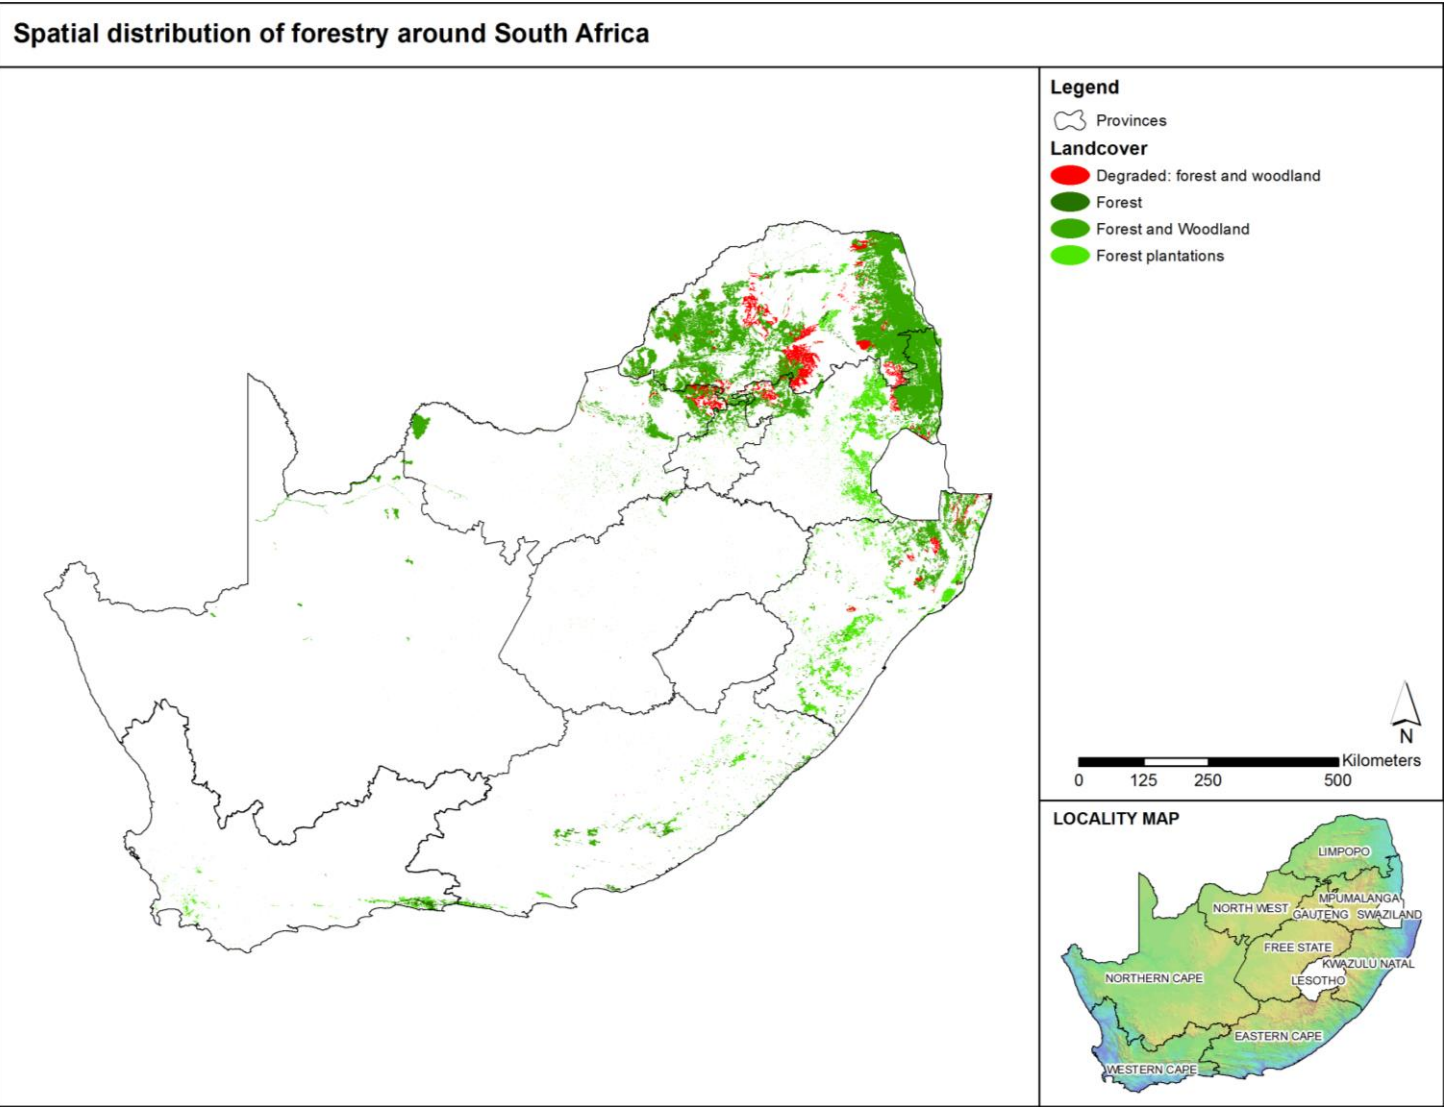 Spatial distribution of forestry around South Africa
Legend
Provinces
Landcover
Degraded: forest and woodland
Forest
Forest and Woodland
Forest plantations
N
Kilometers
0 125 250 500
LOCALITY MAP
LIMPOPO
MPUMALANGA
NORTH WEST
GAUTENG SWAZILAND
FREE STATE
KWAZULU NATAL
NORTHERN CAPE
LESOTHO
EASTERN CAPE
WESTERN CAPE